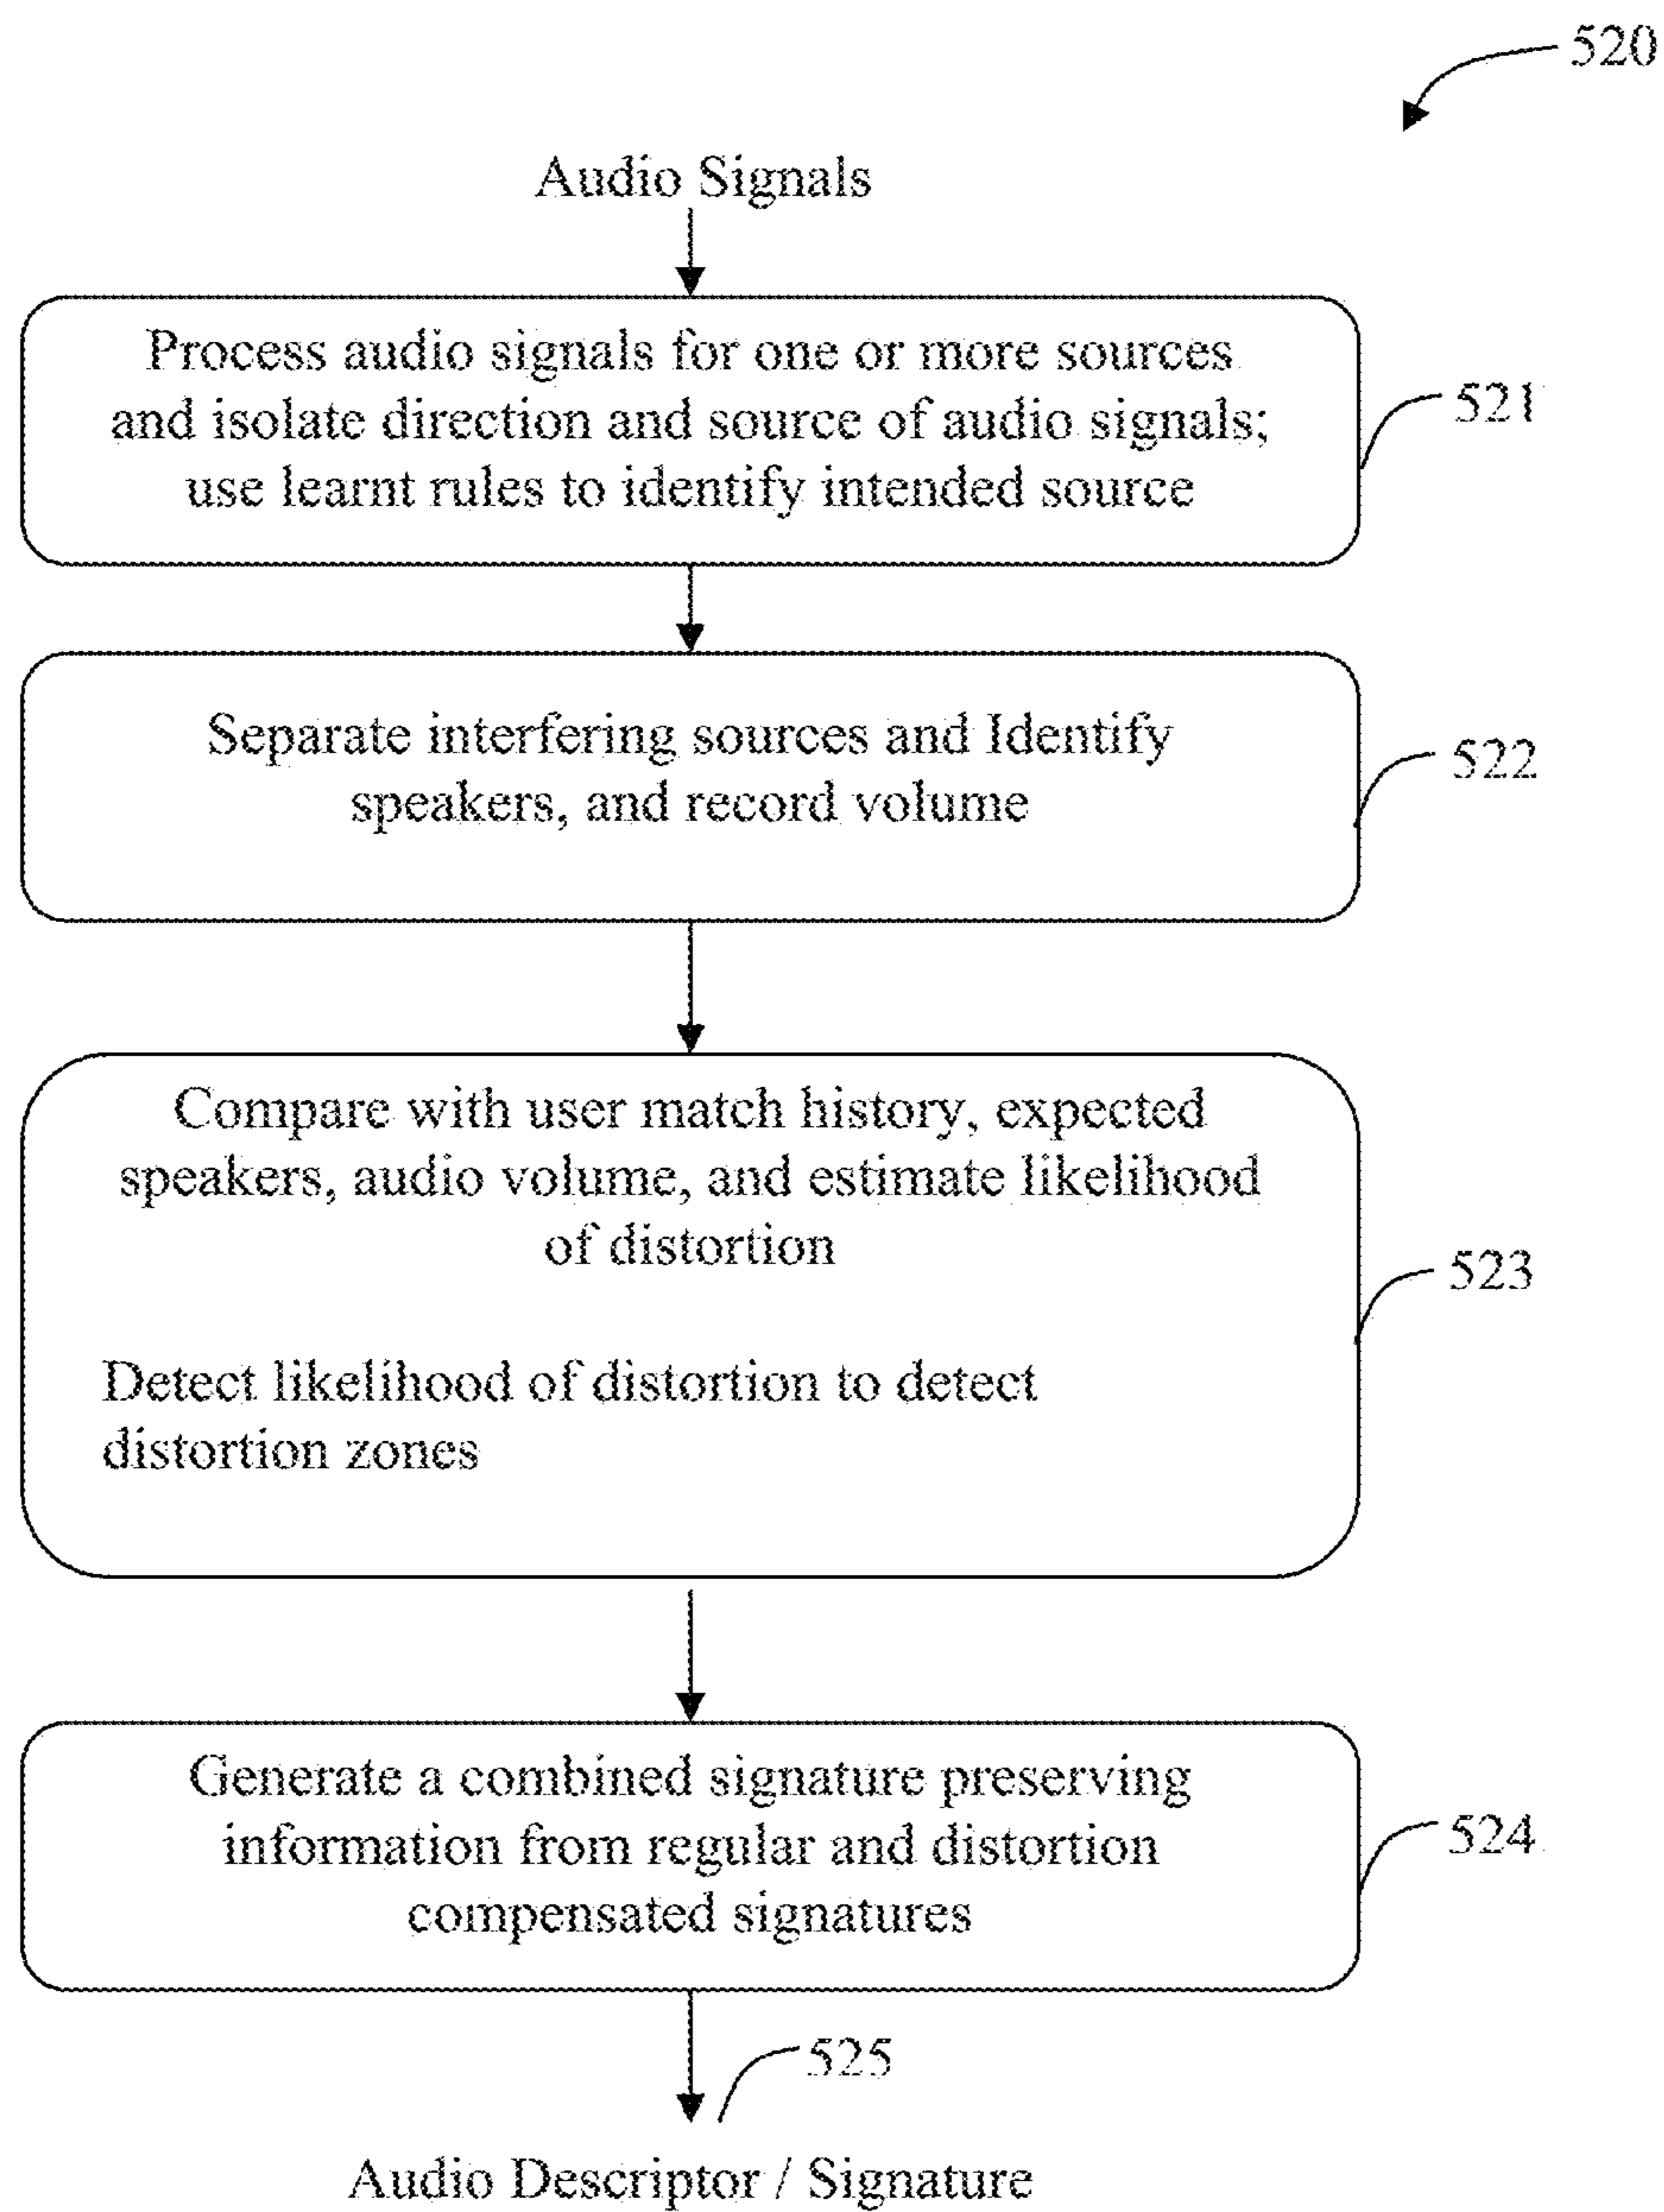 520
Audio Signals
Process audio signals for one or more sources
and isolate direction and source of audio signals;
use learnt rules to identify intended source
521
Separate interfering sources and Identify
speakers, and record volume
522
Compare with user match history, expected
speakers, audio volume, and estimate likelihood
of distortion
Detect likelihood of distortion to detect
distortion zones
523
Generate a combined signature preserving
information from regular and distortion
compensated signatures
524
525
Audio Descriptor / Signature